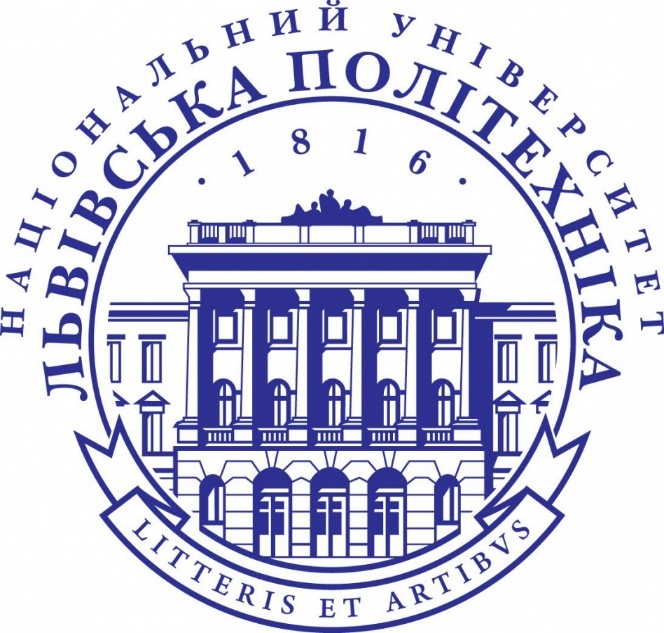 НАЦІОНАЛЬНИЙ УНІВЕРСИТЕТ
ЛЬВІВСЬКА ПОЛІТЕХНІКА
· 1816 ·
LITTERIS ET ARTIBVS